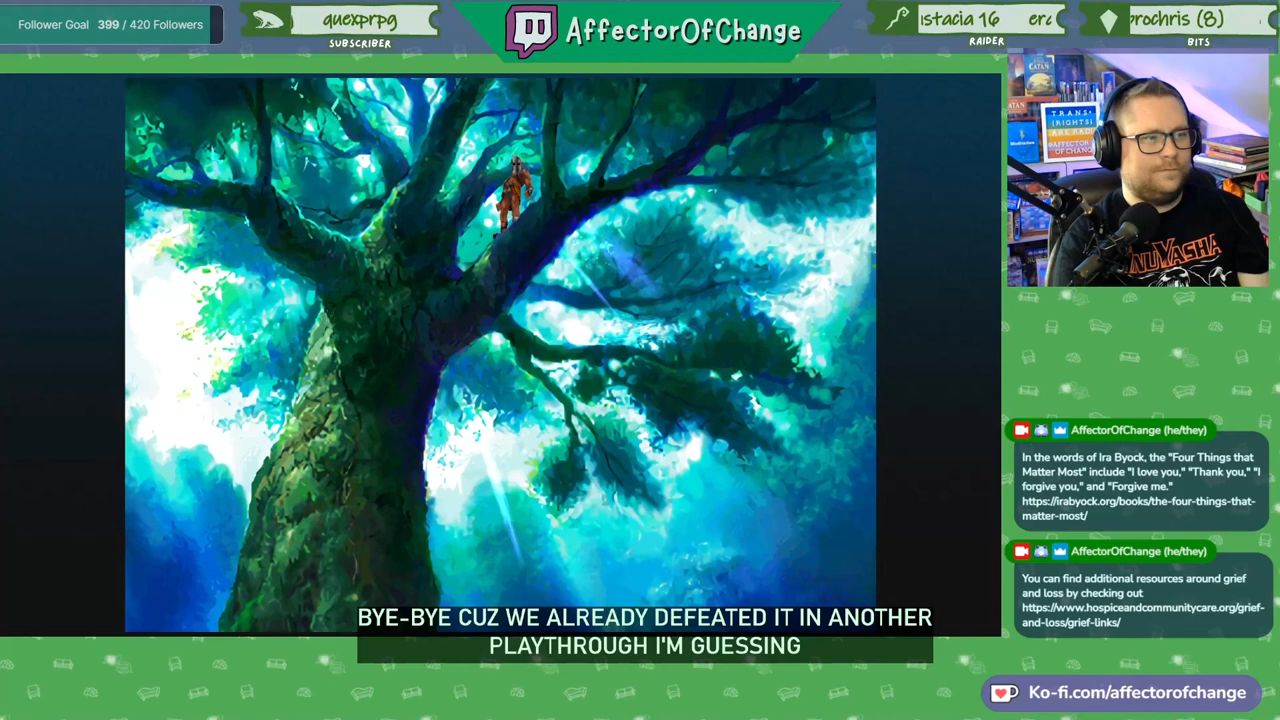 Follower Goal 399 / 420 Followers
quexprpg
SUBSCRIBER
AffectorOfChange
RAIDER
BITS
CATAN
TRANS
(RIGHTS)
AffectorOfChange (he/they)
In the words of Ira Byock, the "Four Things that
Matter Most" include "I love you," "Thank you," "I
forgive you," and "Forgive me."
https://irabyock.org/books/the-four-things-that-
matter-most/
AffectorOfChange (he/they)
You can find additional resources around grief
and loss by checking out
https://www.hospiceandcommunitycare.org/grief-
and-loss/grief-links/
BYE-BYE CUZ WE ALREADY DEFEATED IT IN ANOTHER
PLAYTHROUGH I'M GUESSING
Ko-fi.com/affectorofchange